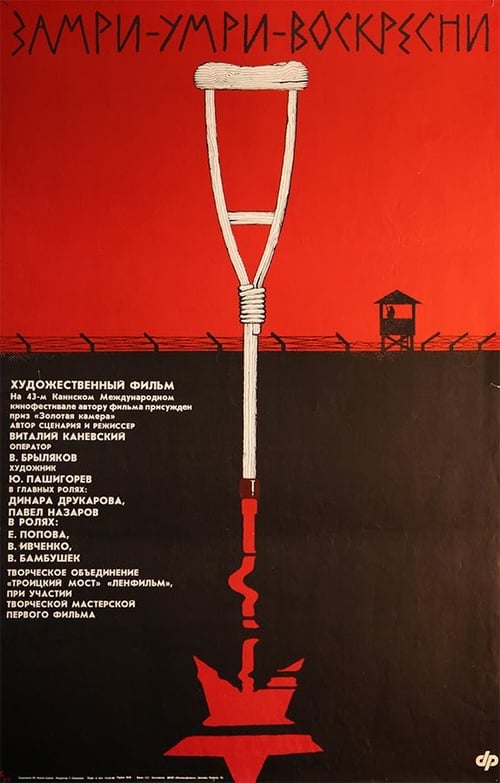 ЗАМРИ-УМРИ-ВОСКРЕСНИ
ХУДОЖЕСТВЕННЫЙ ФИЛЬМ
На 43-м Каннском Международном
кинофестивале автору фильма присужден
приз «Золотая камера»
АВТОР СЦЕНАРИЯ И РЕЖИССЕР
ВИТАЛИЙ КАНЕВСКИЙ
ОПЕРАТОР
В. БРЫЛЯКОВ
ХУДОЖНИК
Ю. ПАШИГОРЕВ
В ГЛАВНЫХ РОЛЯХ:
ДИНАРА ДРУКАРОВА,
ПАВЕЛ НАЗАРОВ
В РОЛЯХ:
Е. ПОПОВА,
В. ИВЧЕНКО,
В. БАМБУШЕК
ТВОРЧЕСКОЕ ОБЪЕДИНЕНИЕ
«ТРОИЦКИЙ МОСТ» «ЛЕНФИЛЬМ»,
ПРИ УЧАСТИИ
ТВОРЧЕСКОЙ МАСТЕРСКОЙ
ПЕРВОГО ФИЛЬМА
dp